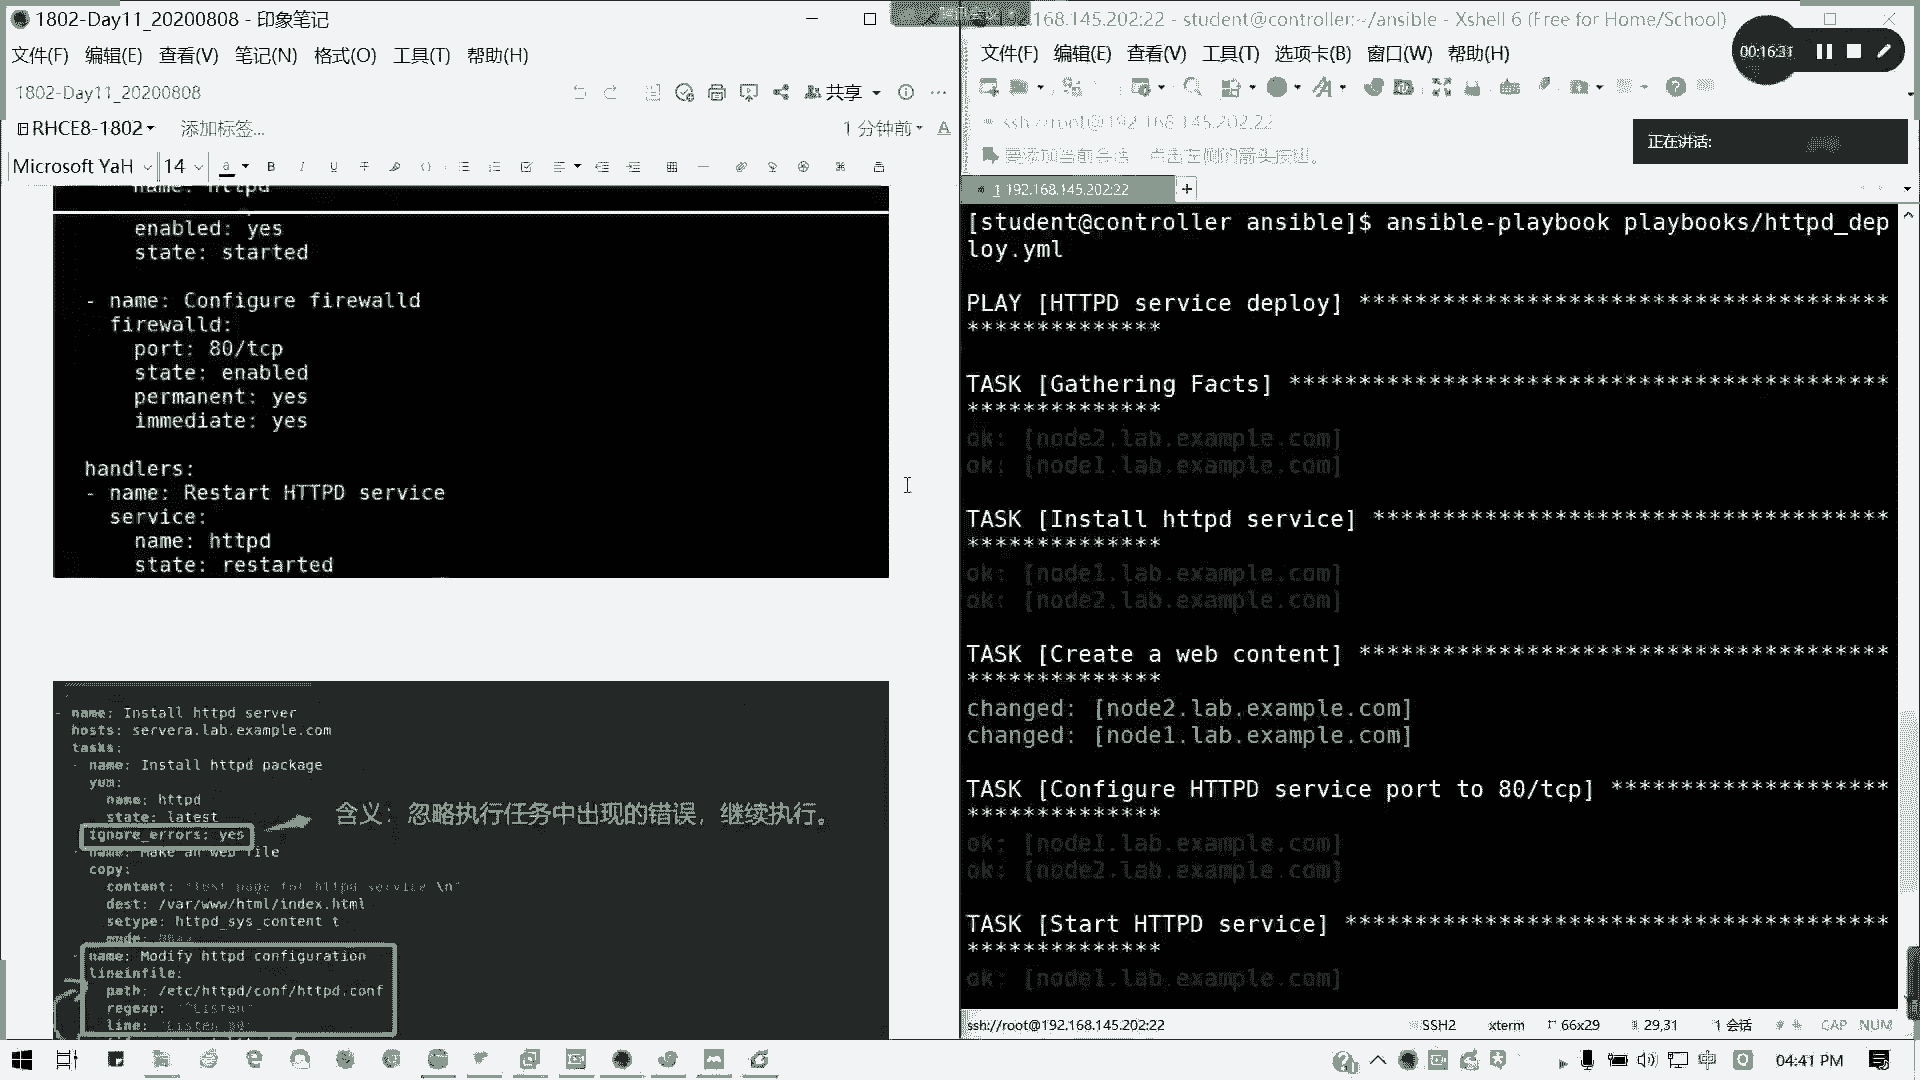 1802-Day11_20200808 - 印象笔记
文件(F) 编辑(E) 查看(V) 笔记(N) 格式(O) 工具(T) 帮助(H)
1802-Day11_20200808
共享
RHCE8-1802
添加标签...
1 分钟前
Microsoft YaH 14
name: httpd
enabled: yes
state: started
- name: Configure firewalld
firewalld:
port: 80/tcp
state: enabled
permanent: yes
immediate: yes
handlers:
- name: Restart HTTPD service
service:
name: httpd
state: restarted
- name: Install httpd server
hosts: servera.lab.example.com
tasks:
- name: Install httpd package
yum:
name: httpd
state: latest
ignore_errors: yes
含义：忽略执行任务中出现的错误，继续执行。
- name: Make an web file
copy:
content: "Test page for httpd service \n"
dest: /var/www/html/index.html
setype: httpd_sys_content_t
- name: Modify httpd configuration
lineinfile:
path: /etc/httpd/conf/httpd.conf
regexp: "^Listen"
line: "Listen 80"
192.168.145.202:22 - student@controller:~/ansible - Xshell 6 (Free for Home/School)
文件(F) 编辑(E) 查看(V) 工具(T) 选项卡(B) 窗口(W) 帮助(H)
00:16:31
ssh://root@192.168.145.202:22
要添加当前会话，点击左侧的箭头按钮。
正在讲话:
1 192.168.145.202:22
[student@controller ansible]$ ansible-playbook playbooks/httpd_dep
loy.yml
PLAY [HTTPD service deploy] ***************************************
**************
TASK [Gathering Facts] ********************************************
**************
ok: [node2.lab.example.com]
ok: [node1.lab.example.com]
TASK [Install httpd service] **************************************
**************
ok: [node1.lab.example.com]
ok: [node2.lab.example.com]
TASK [Create a web content] ***************************************
**************
changed: [node2.lab.example.com]
changed: [node1.lab.example.com]
TASK [Configure HTTPD service port to 80/tcp] *********************
**************
ok: [node1.lab.example.com]
ok: [node2.lab.example.com]
TASK [Start HTTPD service] ****************************************
**************
ok: [node1.lab.example.com]
ssh://root@192.168.145.202:22
SSH2
xterm
66x29
29,31
1 会话
CAP NUM
中
04:41 PM